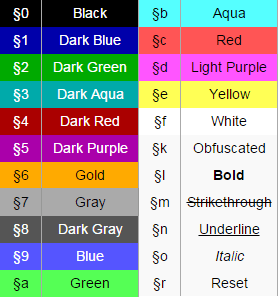 §0 Black §b Aqua
§1 Dark Blue §c Red
§2 Dark Green §d Light Purple
§3 Dark Aqua §e Yellow
§4 Dark Red §f White
§5 Dark Purple §k Obfuscated
§6 Gold §l Bold
§7 Gray §m Strikethrough
§8 Dark Gray §n Underline
§9 Blue §o Italic
§a Green §r Reset